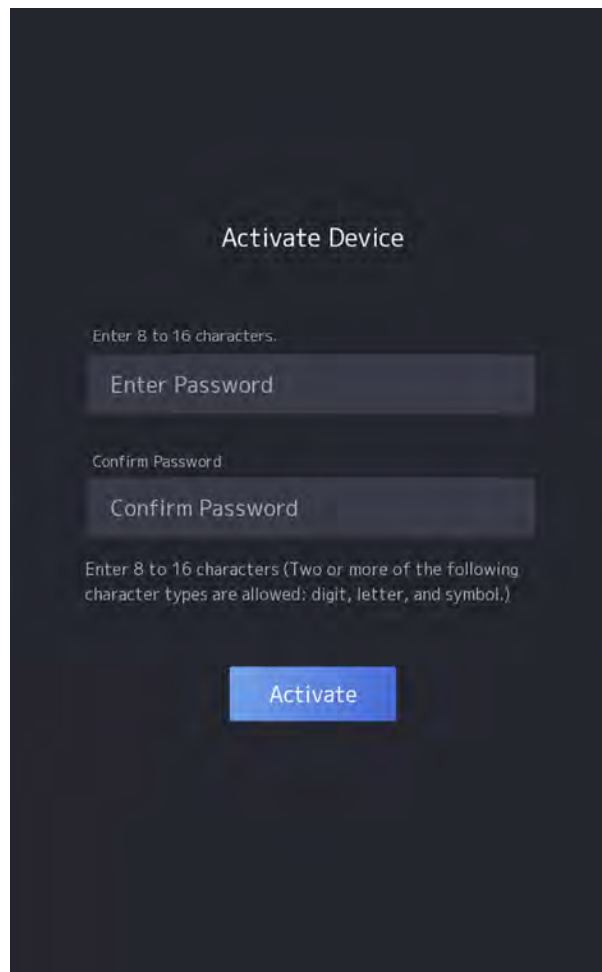 Activate Device
Enter 8 to 16 characters.
Enter Password
Confirm Password
Confirm Password
Enter 8 to 16 characters (Two or more of the following
character types are allowed: digit, letter, and symbol.)
Activate